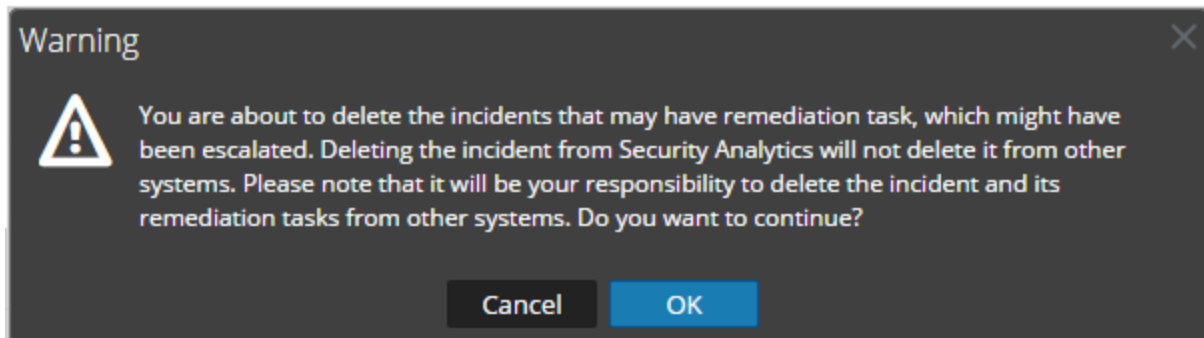 Warning
You are about to delete the incidents that may have remediation task, which might have
been escalated. Deleting the incident from Security Analytics will not delete it from other
systems. Please note that it will be your responsibility to delete the incident and its
remediation tasks from other systems. Do you want to continue?
Cancel OK